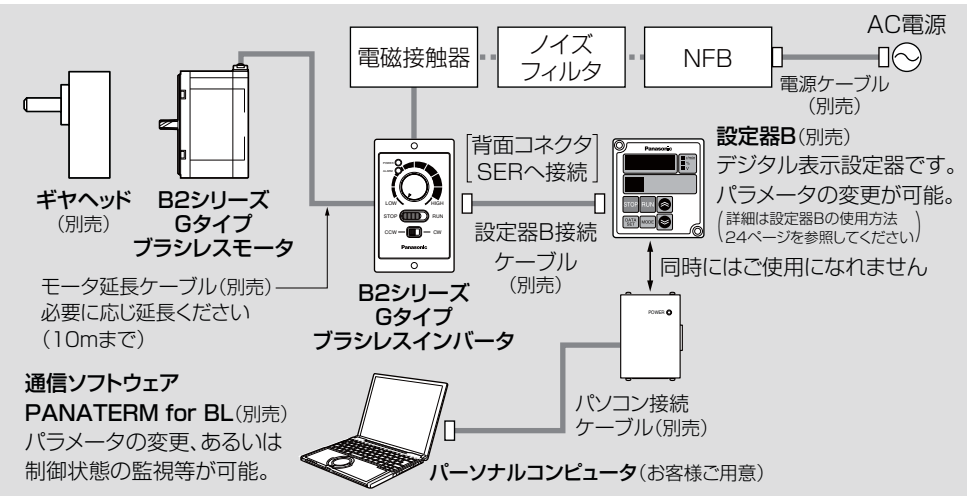 AC電源
電磁接触器
ノイズ
フィルタ
NFB
電源ケーブル
(別売)
ギヤヘッド
(別売)
B2シリーズ
Gタイプ
ブラシレスモータ
モータ延長ケーブル(別売)
必要に応じ延長ください
(10mまで)
POWER
ALARM
LOW
HIGH
STOP
RUN
CCW
CW
Panasonic
B2シリーズ
Gタイプ
ブラシレスインバータ
[背面コネクタ
SERへ接続]
設定器B接続
ケーブル
(別売)
Panasonic
r/min
%
V
STOP
RUN
DATA
SET
MODE
設定器B(別売)
デジタル表示設定器です。
パラメータの変更が可能。
(詳細は設定器Bの使用方法
24ページを参照してください)
同時にはご使用になれません
POWER
パソコン接続
ケーブル(別売)
通信ソフトウェア
PANATERM for BL(別売)
パラメータの変更、あるいは
制御状態の監視等が可能。
パーソナルコンピュータ(お客様ご用意)